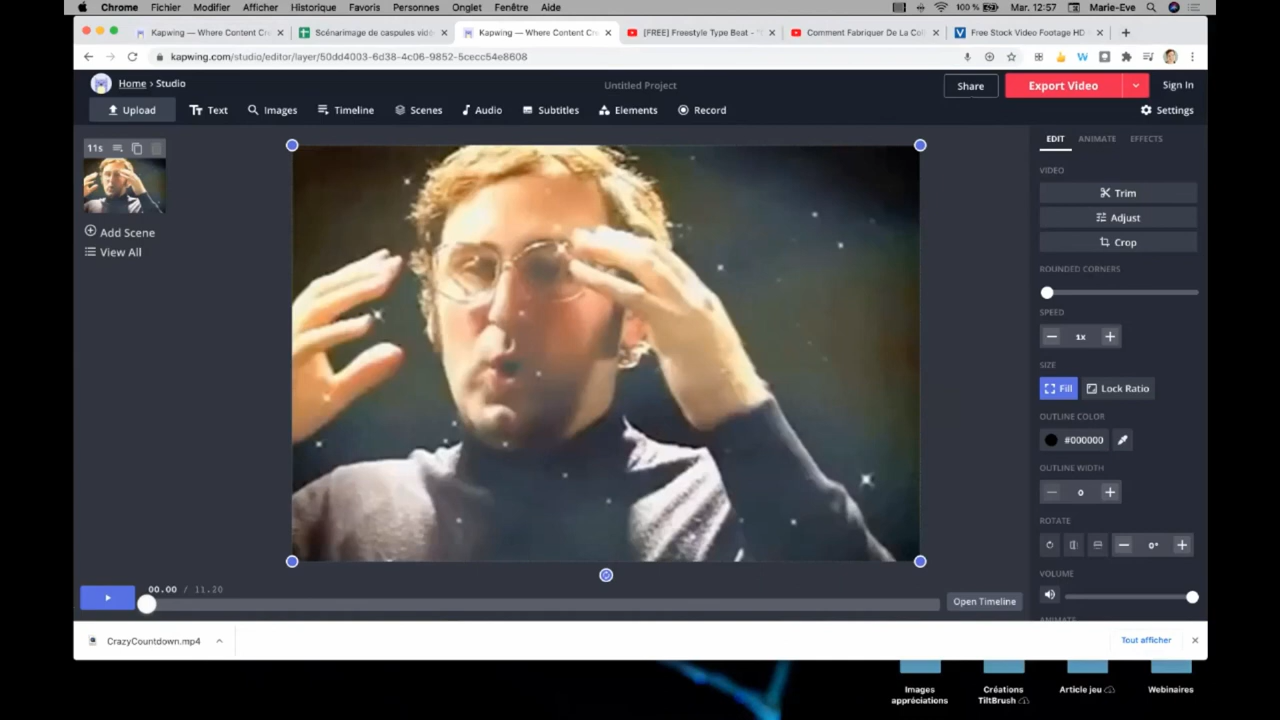 Chrome Fichier Modifier Afficher Historique Favoris Personnes Onglet Fenêtre Aide 100 % Mar. 12:57 Marie-Eve
Kapwing — Where Content Cr × Scénarimage de caspules vidéos × Kapwing — Where Content Cr × [FREE] Freestyle Type Beat - × Comment Fabriquer De La Col × Free Stock Video Footage HD × +
kapwing.com/studio/editor/layer/50dd4003-6d38-4c06-9852-5cecc54e8608
Home › Studio Untitled Project Share Export Video Sign In
Upload Text Images Timeline Scenes Audio Subtitles Elements Record Settings
EDIT ANIMATE EFFECTS
11s
VIDEO
Trim
Adjust
Add Scene
Crop
View All
ROUNDED CORNERS
SPEED
1x
SIZE
Fill Lock Ratio
OUTLINE COLOR
#000000
OUTLINE WIDTH
0
ROTATE
0°
VOLUME
00.00 / 11.20
Open Timeline
CrazyCountdown.mp4 Tout afficher
Images appréciations
Créations TiltBrush
Article jeu
Webinaires